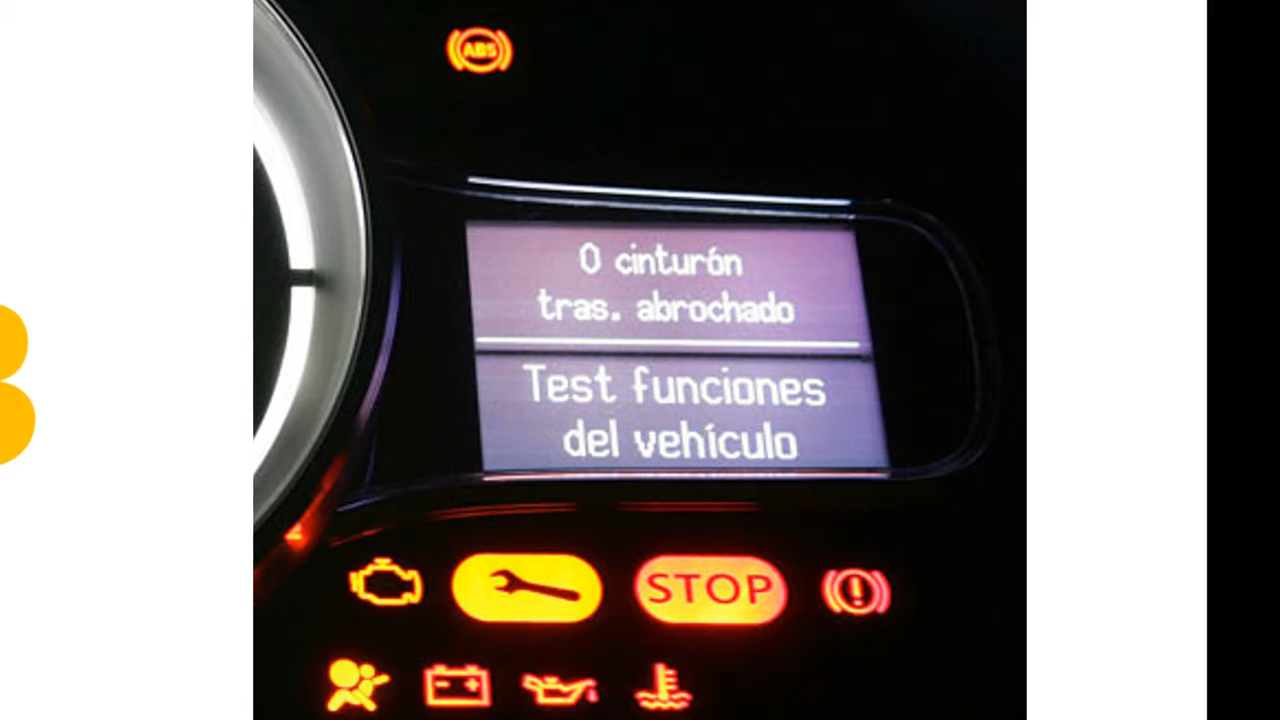 ABS
0 cinturón
tras. abrochado
Test funciones
del vehículo
STOP